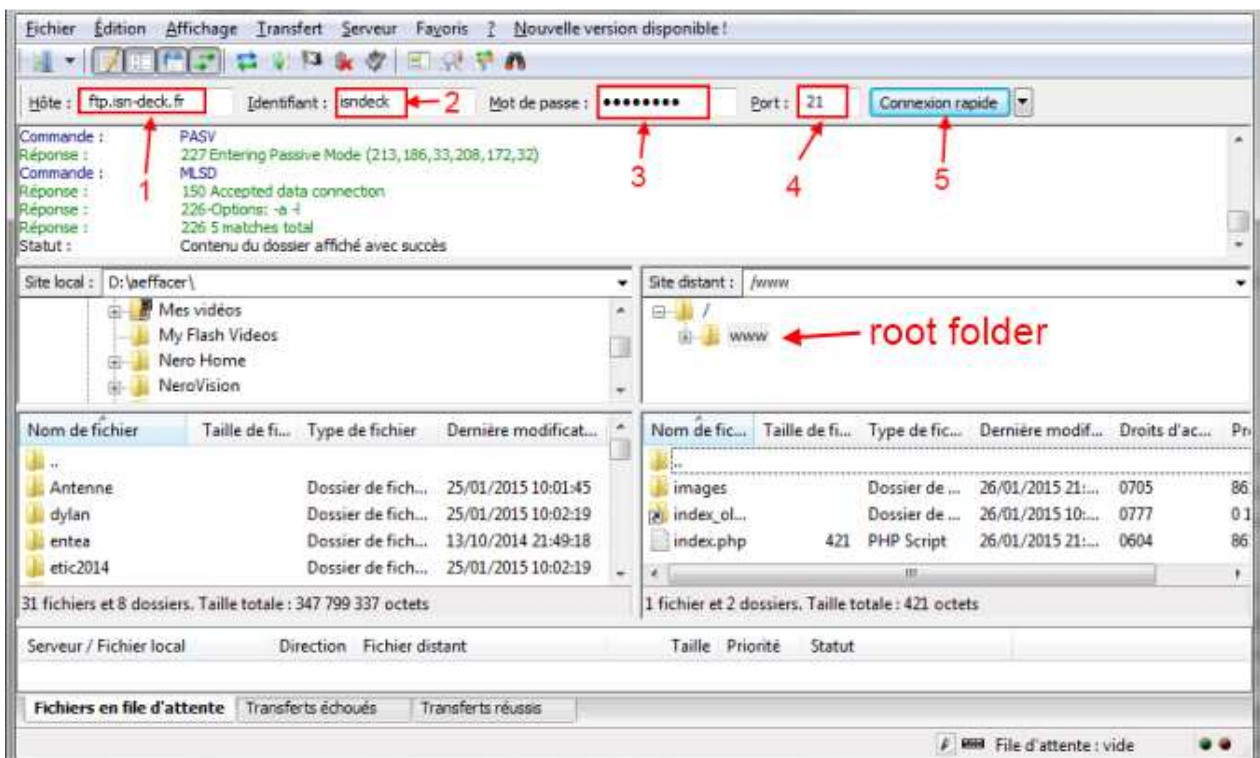 Fichier Édition Affichage Transfert Serveur Favoris ? Nouvelle version disponible !
Hôte : ftp.isn-deck.fr Identifiant : isndeck 2 Mot de passe : •••••••• Port : 21 Connexion rapide
Commande : PASV
Réponse : 227 Entering Passive Mode (213,186,33,208,172,32)
Commande : MLSD
Réponse : 150 Accepted data connection
Réponse : 226-Options: -a -l
Réponse : 226 5 matches total
Statut : Contenu du dossier affiché avec succès
1 3 4 5
Site local : D:\aeffacer\
Mes vidéos
My Flash Videos
Nero Home
NeroVision
Site distant : /www
/
www root folder
Nom de fichier Taille de fi... Type de fichier Dernière modificat...
..
Antenne Dossier de fich... 25/01/2015 10:01:45
dylan Dossier de fich... 25/01/2015 10:02:19
entea Dossier de fich... 13/10/2014 21:49:18
etic2014 Dossier de fich... 25/01/2015 10:02:19
31 fichiers et 8 dossiers. Taille totale : 347 799 337 octets
Nom de fic... Taille de fi... Type de fic... Dernière modif... Droits d'ac... Pr
..
images Dossier de ... 26/01/2015 21:... 0705 86
index_ol... Dossier de ... 26/01/2015 10:... 0777 0 1
index.php 421 PHP Script 26/01/2015 21:... 0604 86
1 fichier et 2 dossiers. Taille totale : 421 octets
Serveur / Fichier local Direction Fichier distant Taille Priorité Statut
Fichiers en file d'attente Transferts échoués Transferts réussis
File d'attente : vide